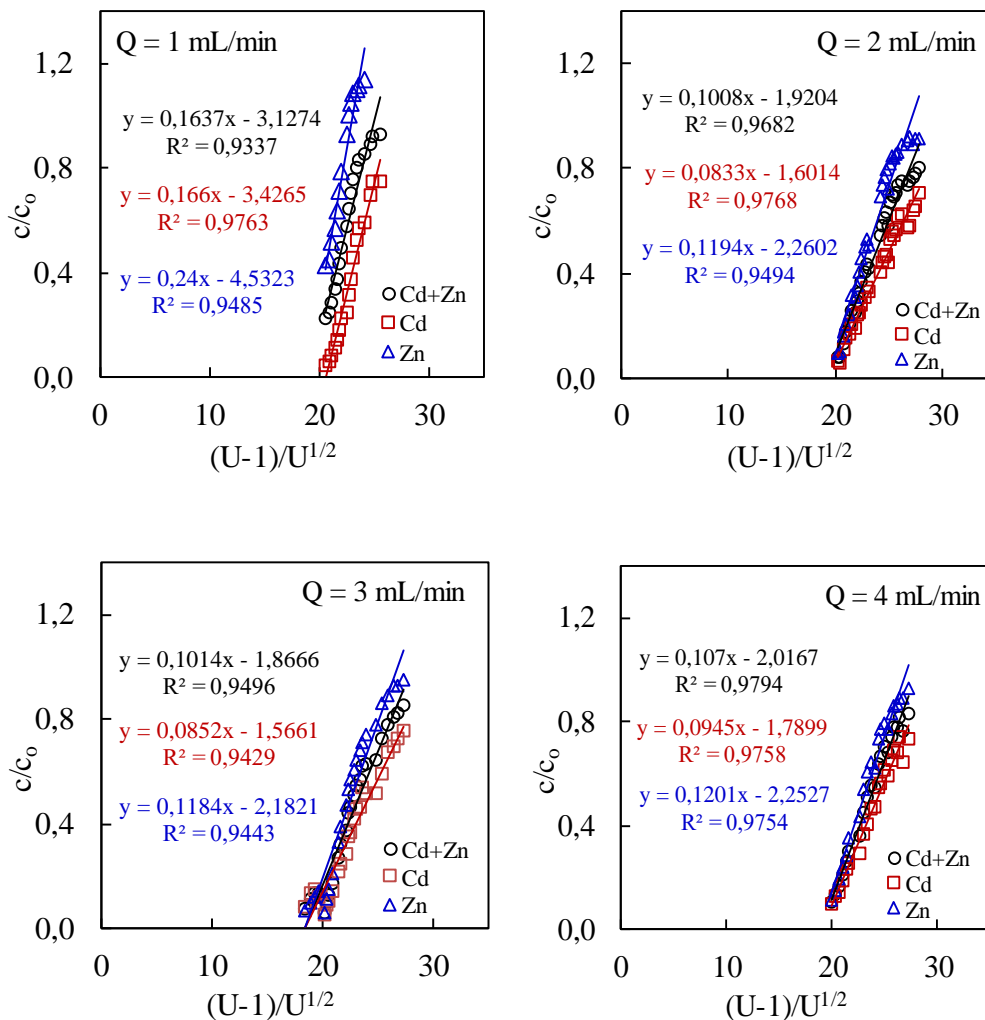 Q = 1 mL/min
1,2
0,8
0,4
0,0
c/c₀
y = 0,1637x - 3,1274
R² = 0,9337
y = 0,166x - 3,4265
R² = 0,9763
y = 0,24x - 4,5323
R² = 0,9485
Cd+Zn
Cd
Zn
0 10 20 30
(U-1)/U^1/2
Q = 2 mL/min
1,2
0,8
0,4
0,0
c/c₀
y = 0,1008x - 1,9204
R² = 0,9682
y = 0,0833x - 1,6014
R² = 0,9768
y = 0,1194x - 2,2602
R² = 0,9494
Cd+Zn
Cd
Zn
0 10 20 30
(U-1)/U^1/2
Q = 3 mL/min
1,2
0,8
0,4
0,0
c/c₀
y = 0,1014x - 1,8666
R² = 0,9496
y = 0,0852x - 1,5661
R² = 0,9429
y = 0,1184x - 2,1821
R² = 0,9443
Cd+Zn
Cd
Zn
0 10 20 30
(U-1)/U^1/2
Q = 4 mL/min
1,2
0,8
0,4
0,0
c/c₀
y = 0,107x - 2,0167
R² = 0,9794
y = 0,0945x - 1,7899
R² = 0,9758
y = 0,1201x - 2,2527
R² = 0,9754
Cd+Zn
Cd
Zn
0 10 20 30
(U-1)/U^1/2